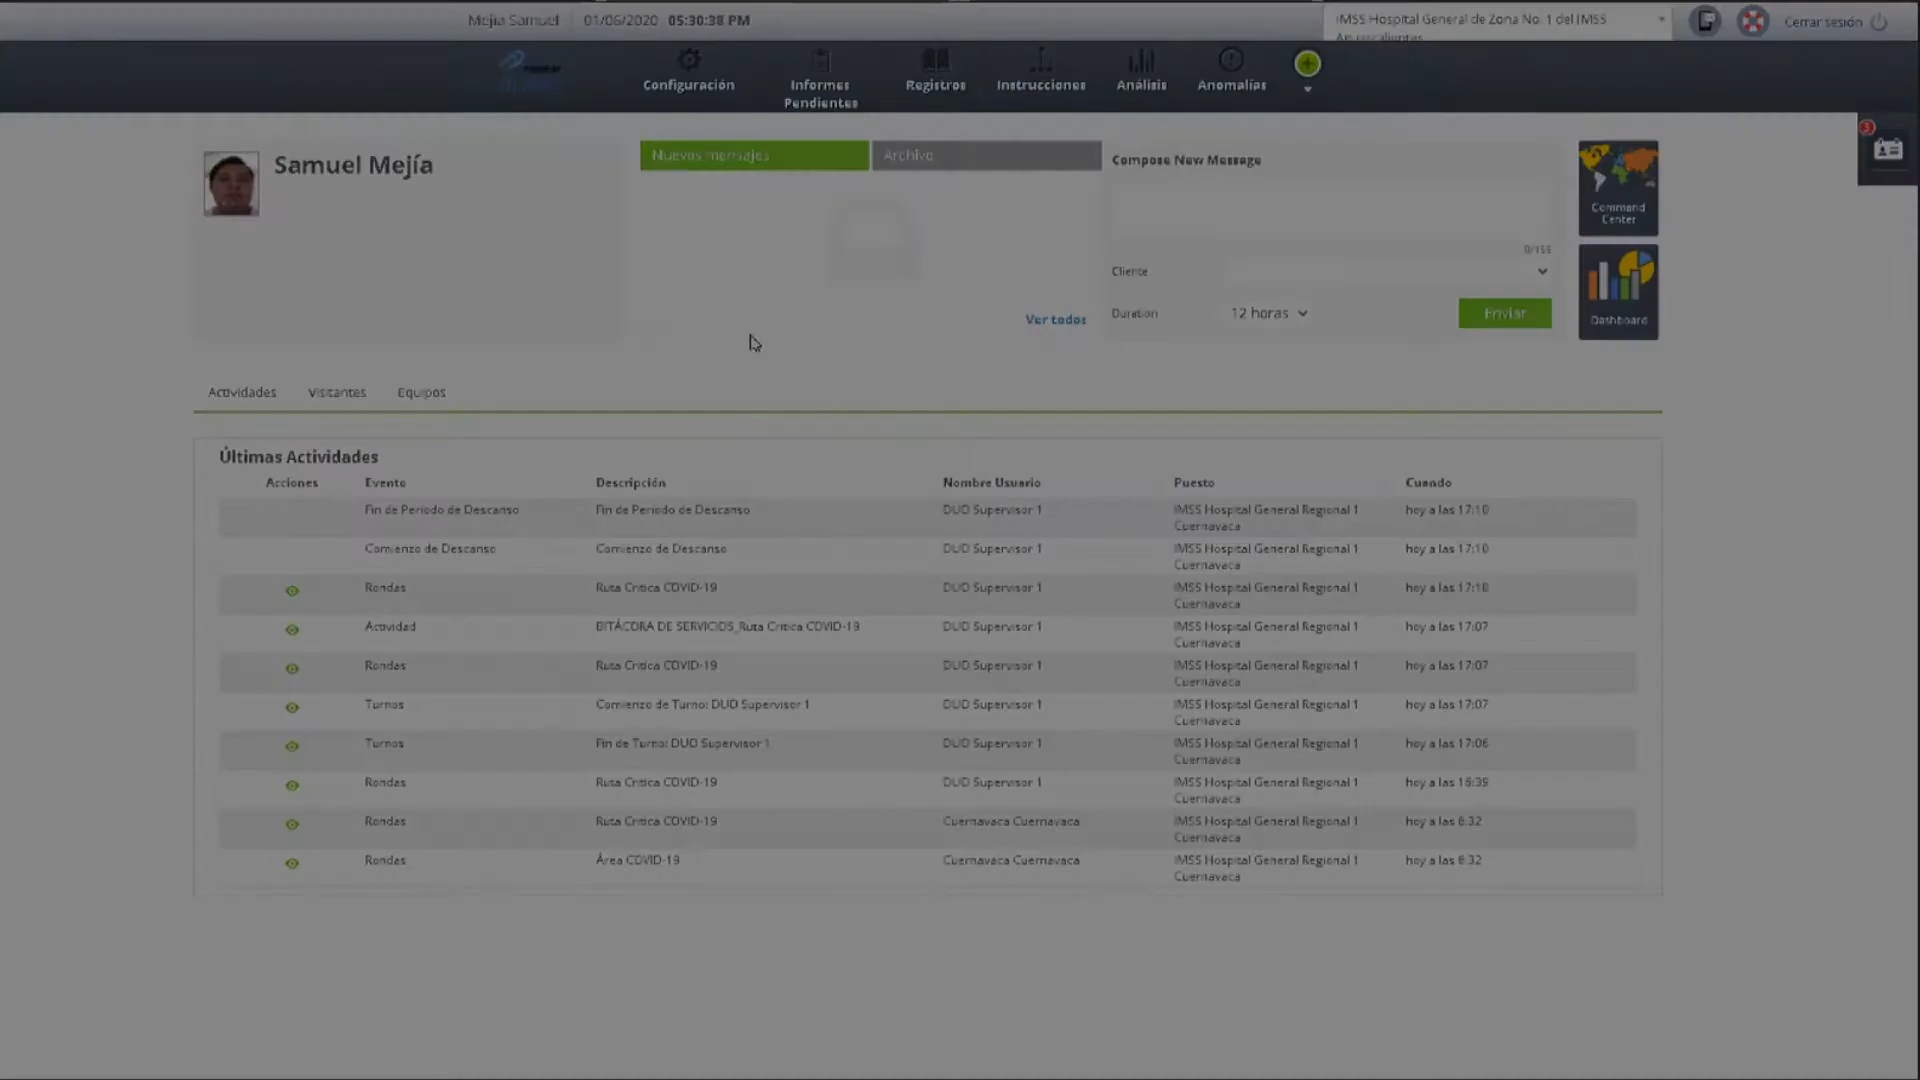 Mejía Samuel 01/06/2020 05:30:38 PM
IMSS Hospital General de Zona No. 1 del IMSS
Aguascalientes
Cerrar sesión
Configuración
Informes
Pendientes
Registros
Instrucciones
Análisis
Anomalías
3
Samuel Mejía
Nuevos mensajes
Archivo
Ver todos
Compose New Message
0/155
Cliente
Duration 12 horas
Enviar
Command
Center
Dashboard
Actividades Visitantes Equipos
Últimas Actividades
Acciones Evento Descripción Nombre Usuario Puesto Cuando
Fin de Periodo de Descanso Fin de Periodo de Descanso DUO Supervisor 1 IMSS Hospital General Regional 1 hoy a las 17:10
Cuernavaca
Comienzo de Descanso Comienzo de Descanso DUO Supervisor 1 IMSS Hospital General Regional 1 hoy a las 17:10
Cuernavaca
Rondas Ruta Crítica COVID-19 DUO Supervisor 1 IMSS Hospital General Regional 1 hoy a las 17:10
Cuernavaca
Actividad BITÁCORA DE SERVICIOS_Ruta Crítica COVID-19 DUO Supervisor 1 IMSS Hospital General Regional 1 hoy a las 17:07
Cuernavaca
Rondas Ruta Crítica COVID-19 DUO Supervisor 1 IMSS Hospital General Regional 1 hoy a las 17:07
Cuernavaca
Turnos Comienzo de Turno: DUO Supervisor 1 DUO Supervisor 1 IMSS Hospital General Regional 1 hoy a las 17:07
Cuernavaca
Turnos Fin de Turno: DUO Supervisor 1 DUO Supervisor 1 IMSS Hospital General Regional 1 hoy a las 17:06
Cuernavaca
Rondas Ruta Crítica COVID-19 DUO Supervisor 1 IMSS Hospital General Regional 1 hoy a las 16:39
Cuernavaca
Rondas Ruta Crítica COVID-19 Cuernavaca Cuernavaca IMSS Hospital General Regional 1 hoy a las 8:32
Cuernavaca
Rondas Área COVID-19 Cuernavaca Cuernavaca IMSS Hospital General Regional 1 hoy a las 8:32
Cuernavaca